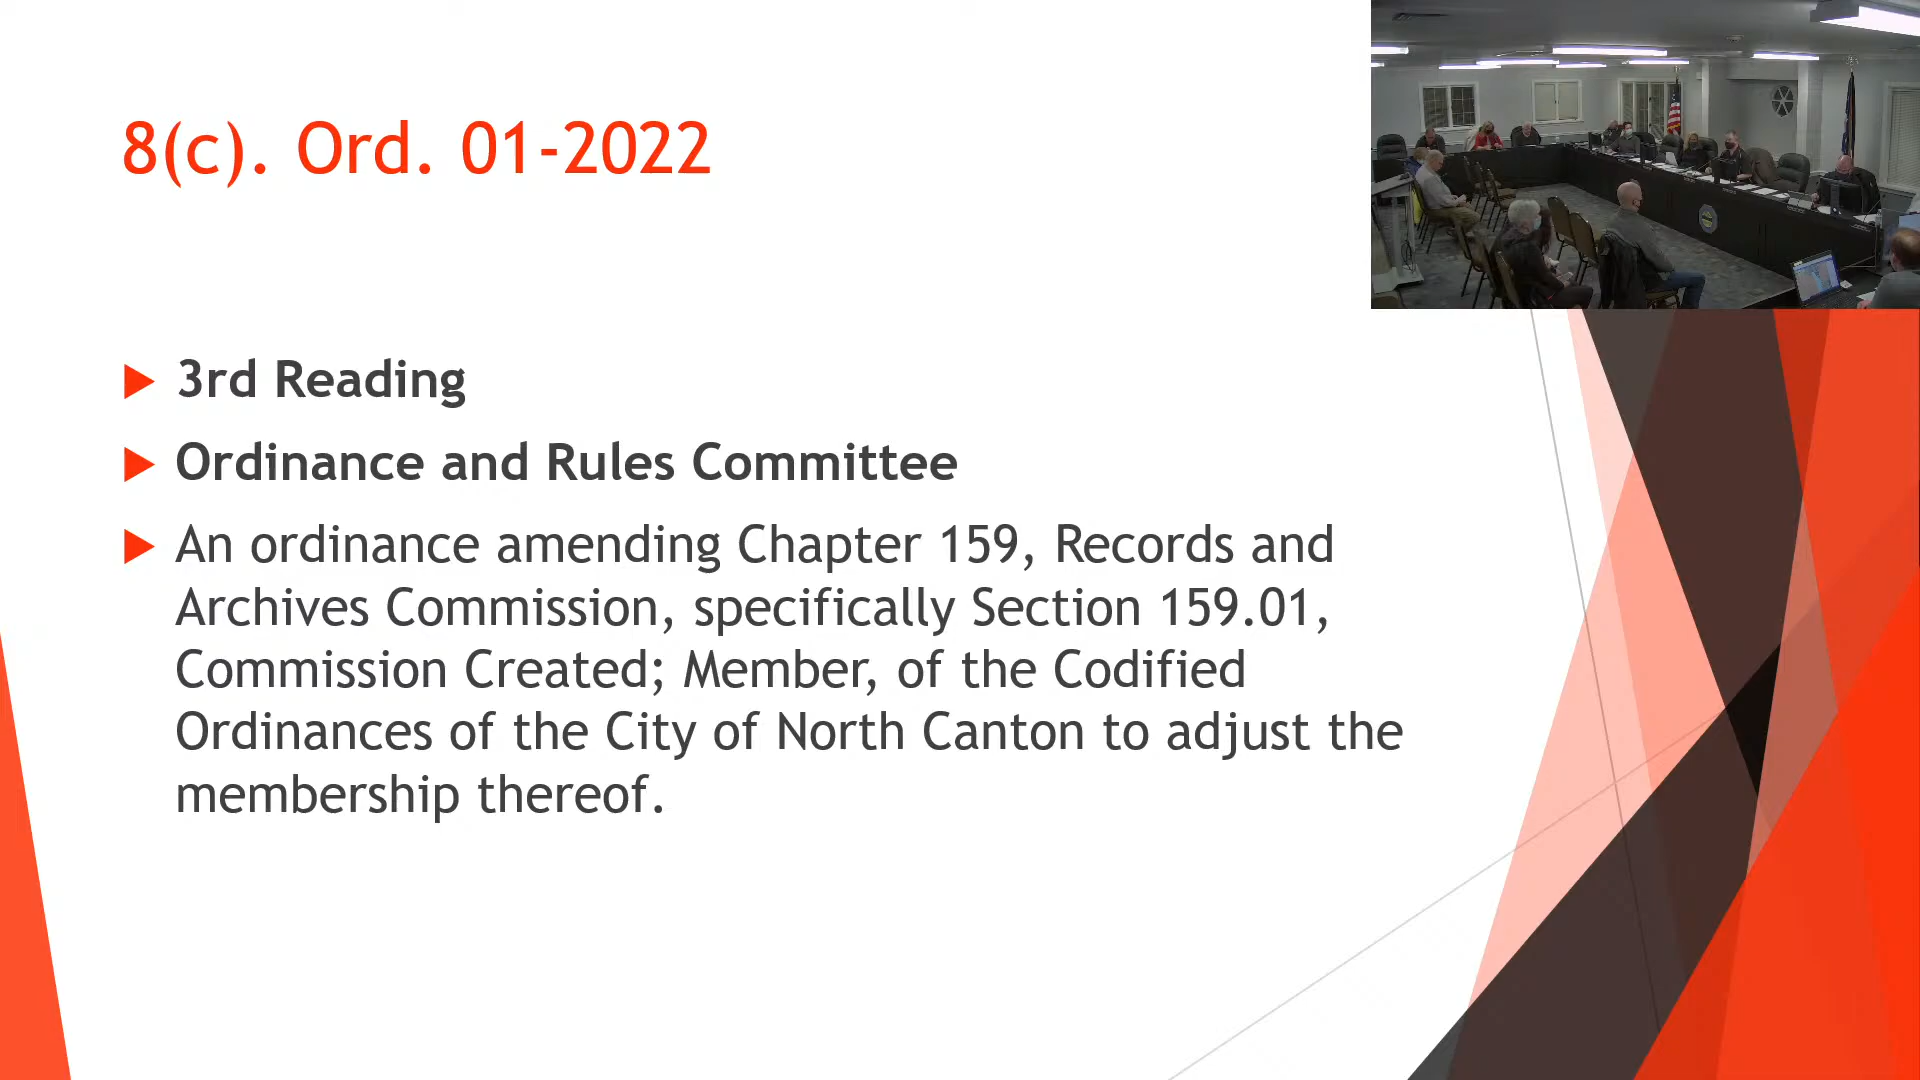 8(c). Ord. 01-2022
3rd Reading
Ordinance and Rules Committee
An ordinance amending Chapter 159, Records and
Archives Commission, specifically Section 159.01,
Commission Created; Member, of the Codified
Ordinances of the City of North Canton to adjust the
membership thereof.